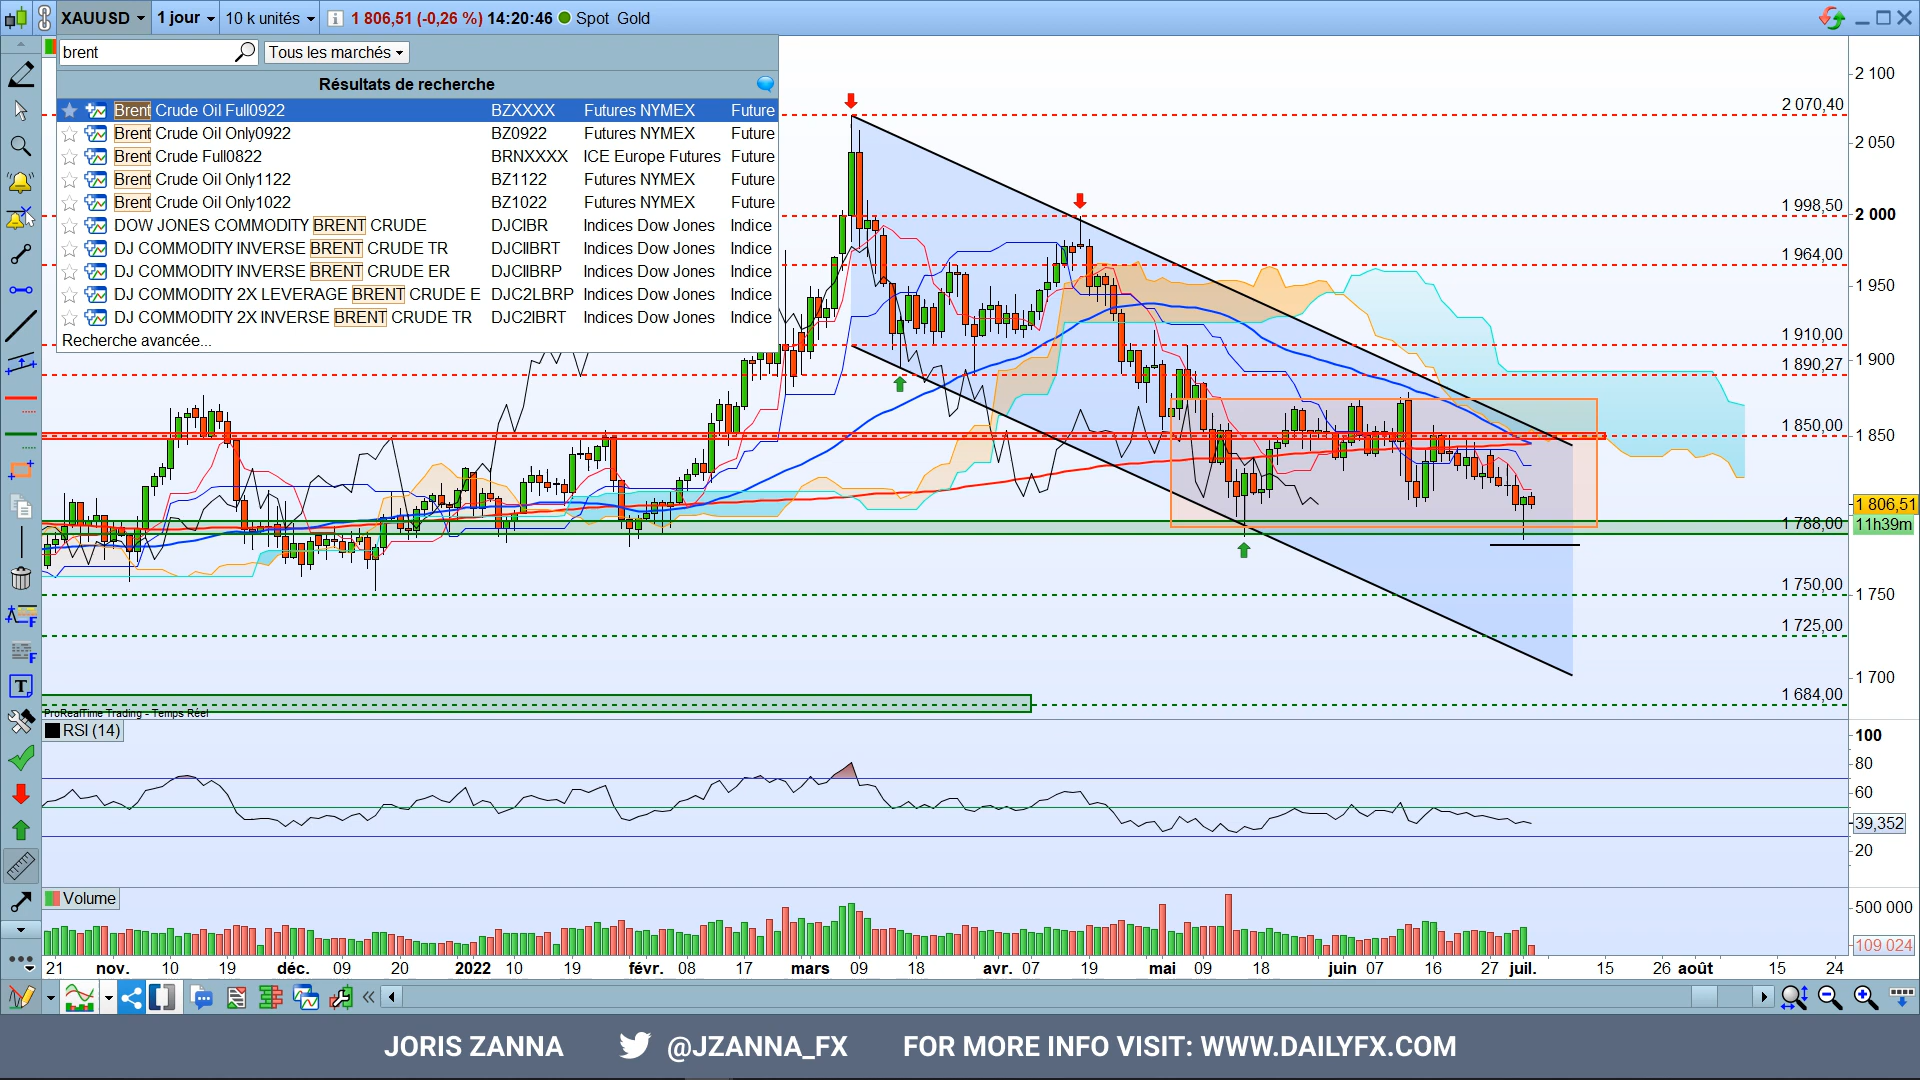 XAUUSD 1 jour 10 k unités 1 806,51 (-0,26 %) 14:20:46 Spot Gold
brent Tous les marchés
Résultats de recherche
Brent Crude Oil Full0922 BZXXXX Futures NYMEX Future
Brent Crude Oil Only0922 BZ0922 Futures NYMEX Future
Brent Crude Full0822 BRNXXXX ICE Europe Futures Future
Brent Crude Oil Only1122 BZ1122 Futures NYMEX Future
Brent Crude Oil Only1022 BZ1022 Futures NYMEX Future
DOW JONES COMMODITY BRENT CRUDE DJCIBR Indices Dow Jones Indice
DJ COMMODITY INVERSE BRENT CRUDE TR DJCIIBRT Indices Dow Jones Indice
DJ COMMODITY INVERSE BRENT CRUDE ER DJCIIBRP Indices Dow Jones Indice
DJ COMMODITY 2X LEVERAGE BRENT CRUDE E DJC2LBRP Indices Dow Jones Indice
DJ COMMODITY 2X INVERSE BRENT CRUDE TR DJC2IBRT Indices Dow Jones Indice
Recherche avancée...
2 100
2 070,40
2 050
1 998,50
2 000
1 964,00
1 950
1 910,00
1 900
1 890,27
1 850,00
1 850
1 806,51
1 788,00
11h39m
1 750,00
1 750
1 725,00
1 700
1 684,00
ProRealTime Trading - Temps Réel
RSI (14)
100
80
60
39,352
20
Volume
500 000
109 024
21 nov. 10 19 déc. 09 20 2022 10 19 févr. 08 17 mars 09 18 avr. 07 19 mai 09 18 juin 07 16 27 juil. 15 26 août 15 24
JORIS ZANNA @JZANNA_FX FOR MORE INFO VISIT: WWW.DAILYFX.COM